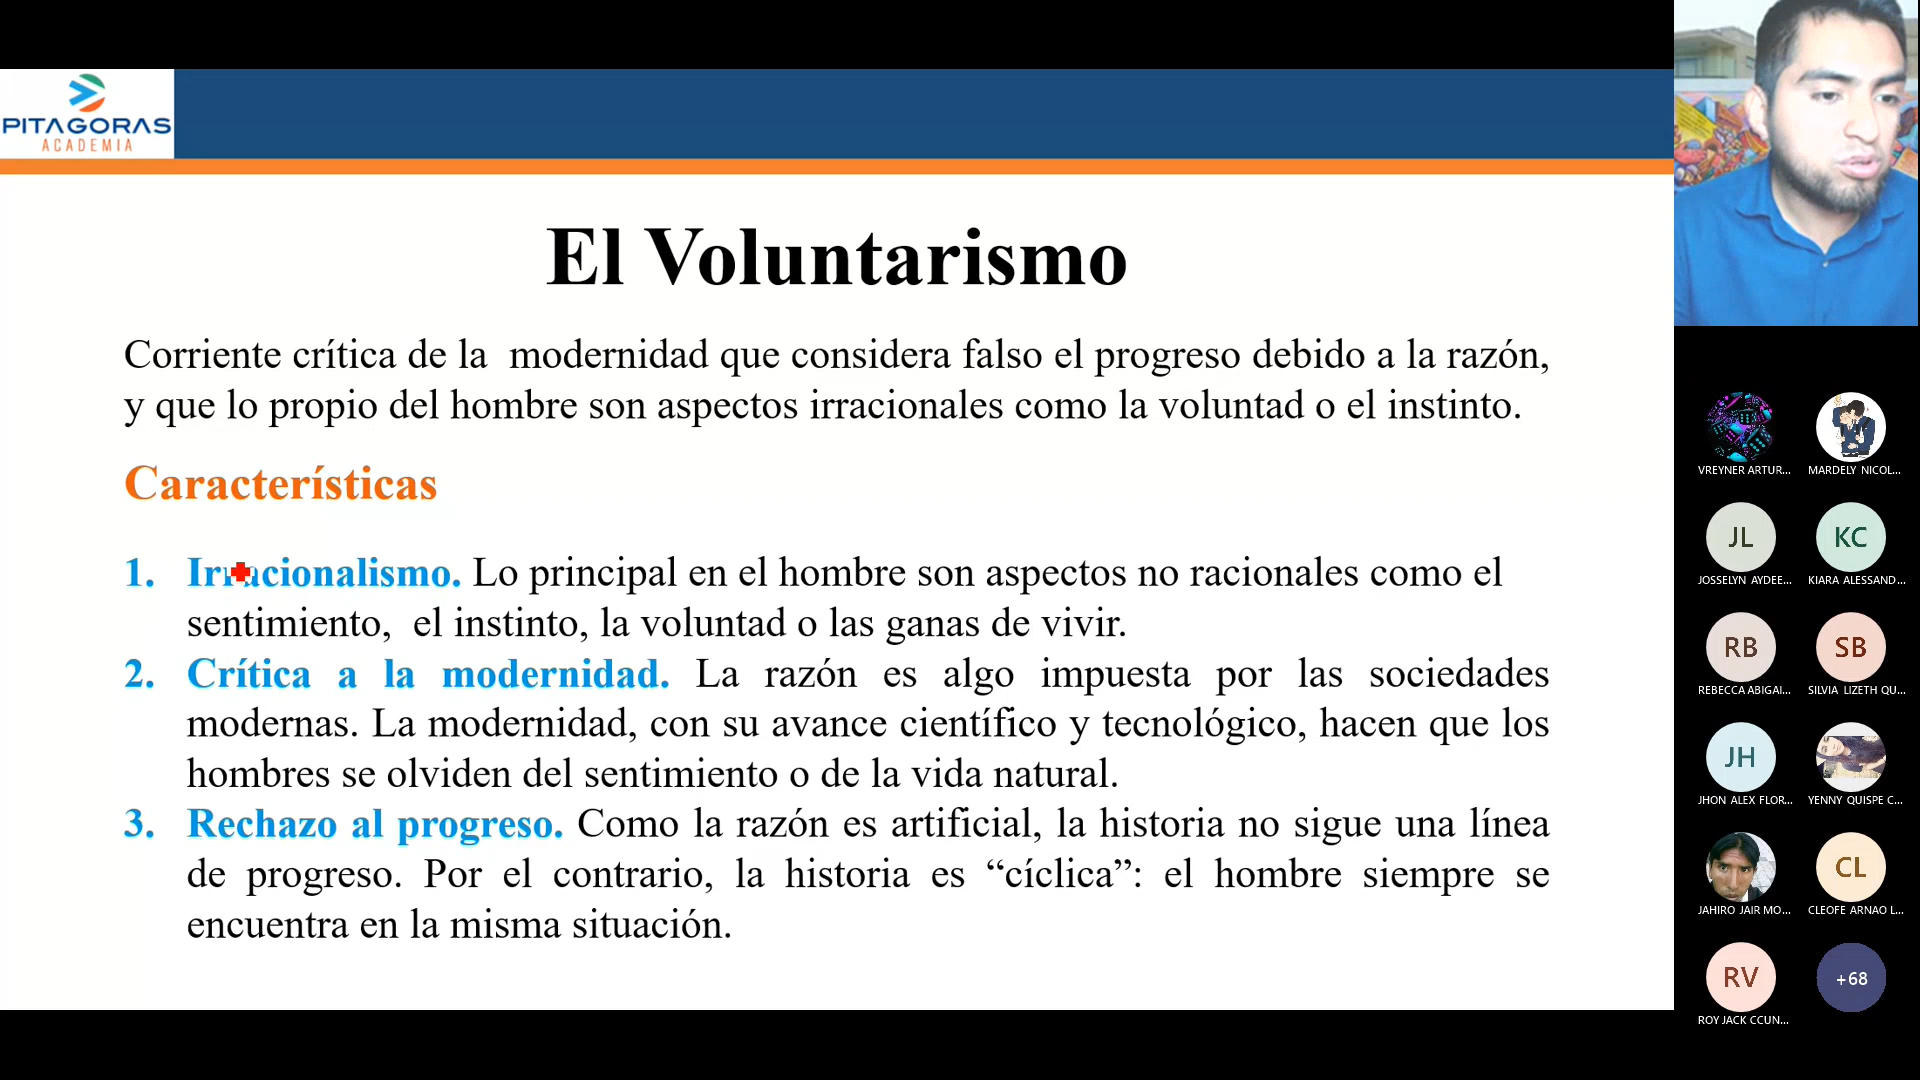 PITAGORAS
ACADEMIA
El Voluntarismo
Corriente crítica de la modernidad que considera falso el progreso debido a la razón,
y que lo propio del hombre son aspectos irracionales como la voluntad o el instinto.
Características
1. Irracionalismo. Lo principal en el hombre son aspectos no racionales como el
sentimiento, el instinto, la voluntad o las ganas de vivir.
2. Crítica a la modernidad. La razón es algo impuesta por las sociedades
modernas. La modernidad, con su avance científico y tecnológico, hacen que los
hombres se olviden del sentimiento o de la vida natural.
3. Rechazo al progreso. Como la razón es artificial, la historia no sigue una línea
de progreso. Por el contrario, la historia es “cíclica”: el hombre siempre se
encuentra en la misma situación.
VREYNER ARTUR... MARDELY NICOL...
JL KC
JOSSELYN AYDEE... KIARA ALESSAND...
RB SB
REBECCA ABIGAI... SILVIA LIZETH QU...
JH
JHON ALEX FLOR... YENNY QUISPE C...
CL
JAHIRO JAIR MO... CLEOFE ARNAO L...
RV +68
ROY JACK CCUN...